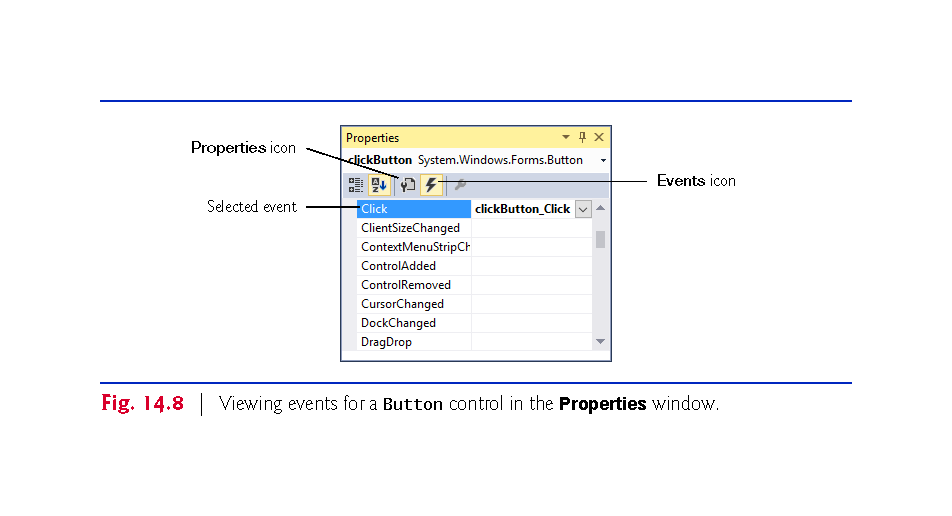 Properties
Properties icon
clickButton System.Windows.Forms.Button
Events icon
Selected event
Click clickButton_Click
ClientSizeChanged
ContextMenuStripCh
ControlAdded
ControlRemoved
CursorChanged
DockChanged
DragDrop
Fig. 14.8 | Viewing events for a Button control in the Properties window.